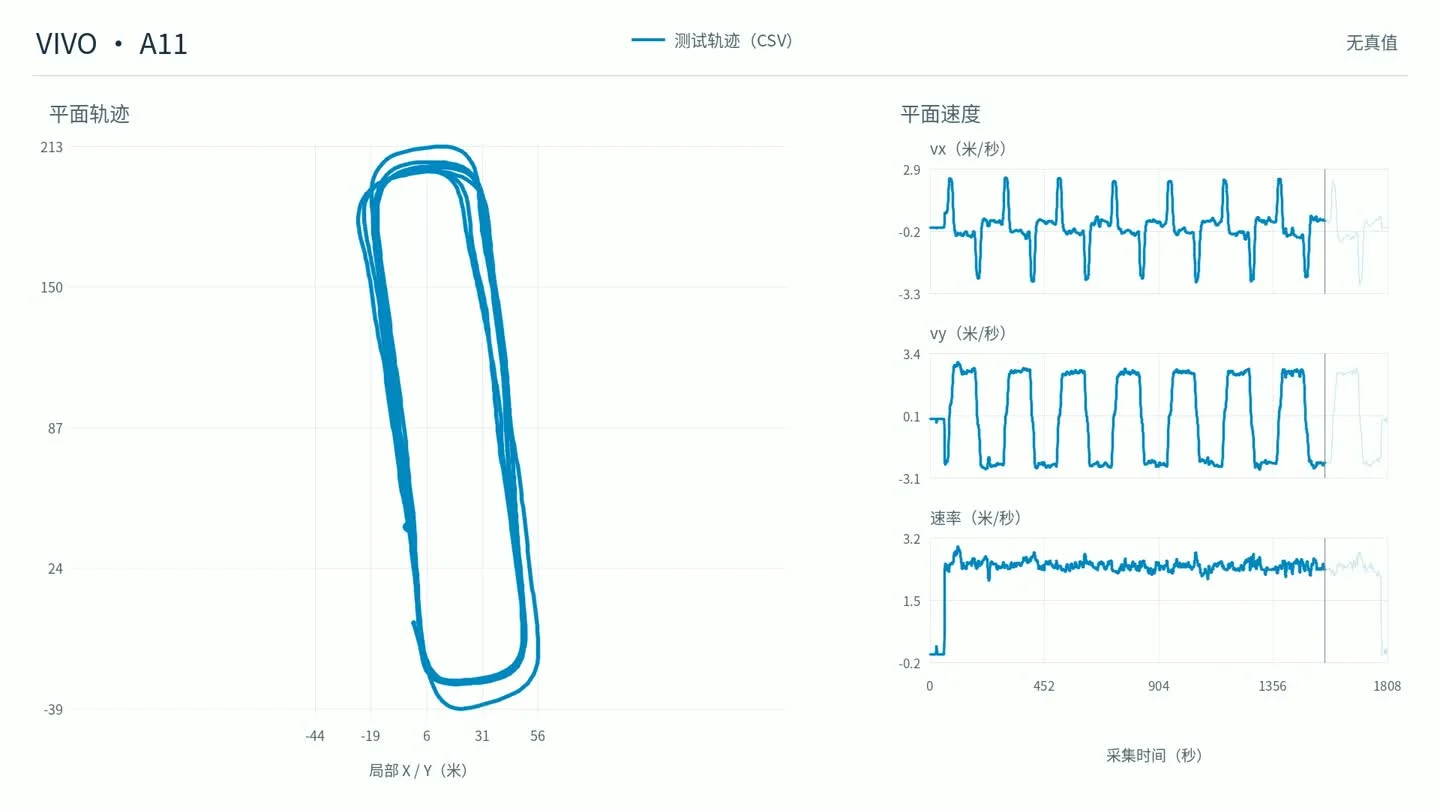 VIVO · A11
测试轨迹（CSV）
无真值
平面轨迹
213
150
87
24
-39
-44 -19 6 31 56
局部 X / Y（米）
平面速度
vx（米/秒）
2.9
-0.2
-3.3
vy（米/秒）
3.4
0.1
-3.1
速率（米/秒）
3.2
1.5
-0.2
0 452 904 1356 1808
采集时间（秒）